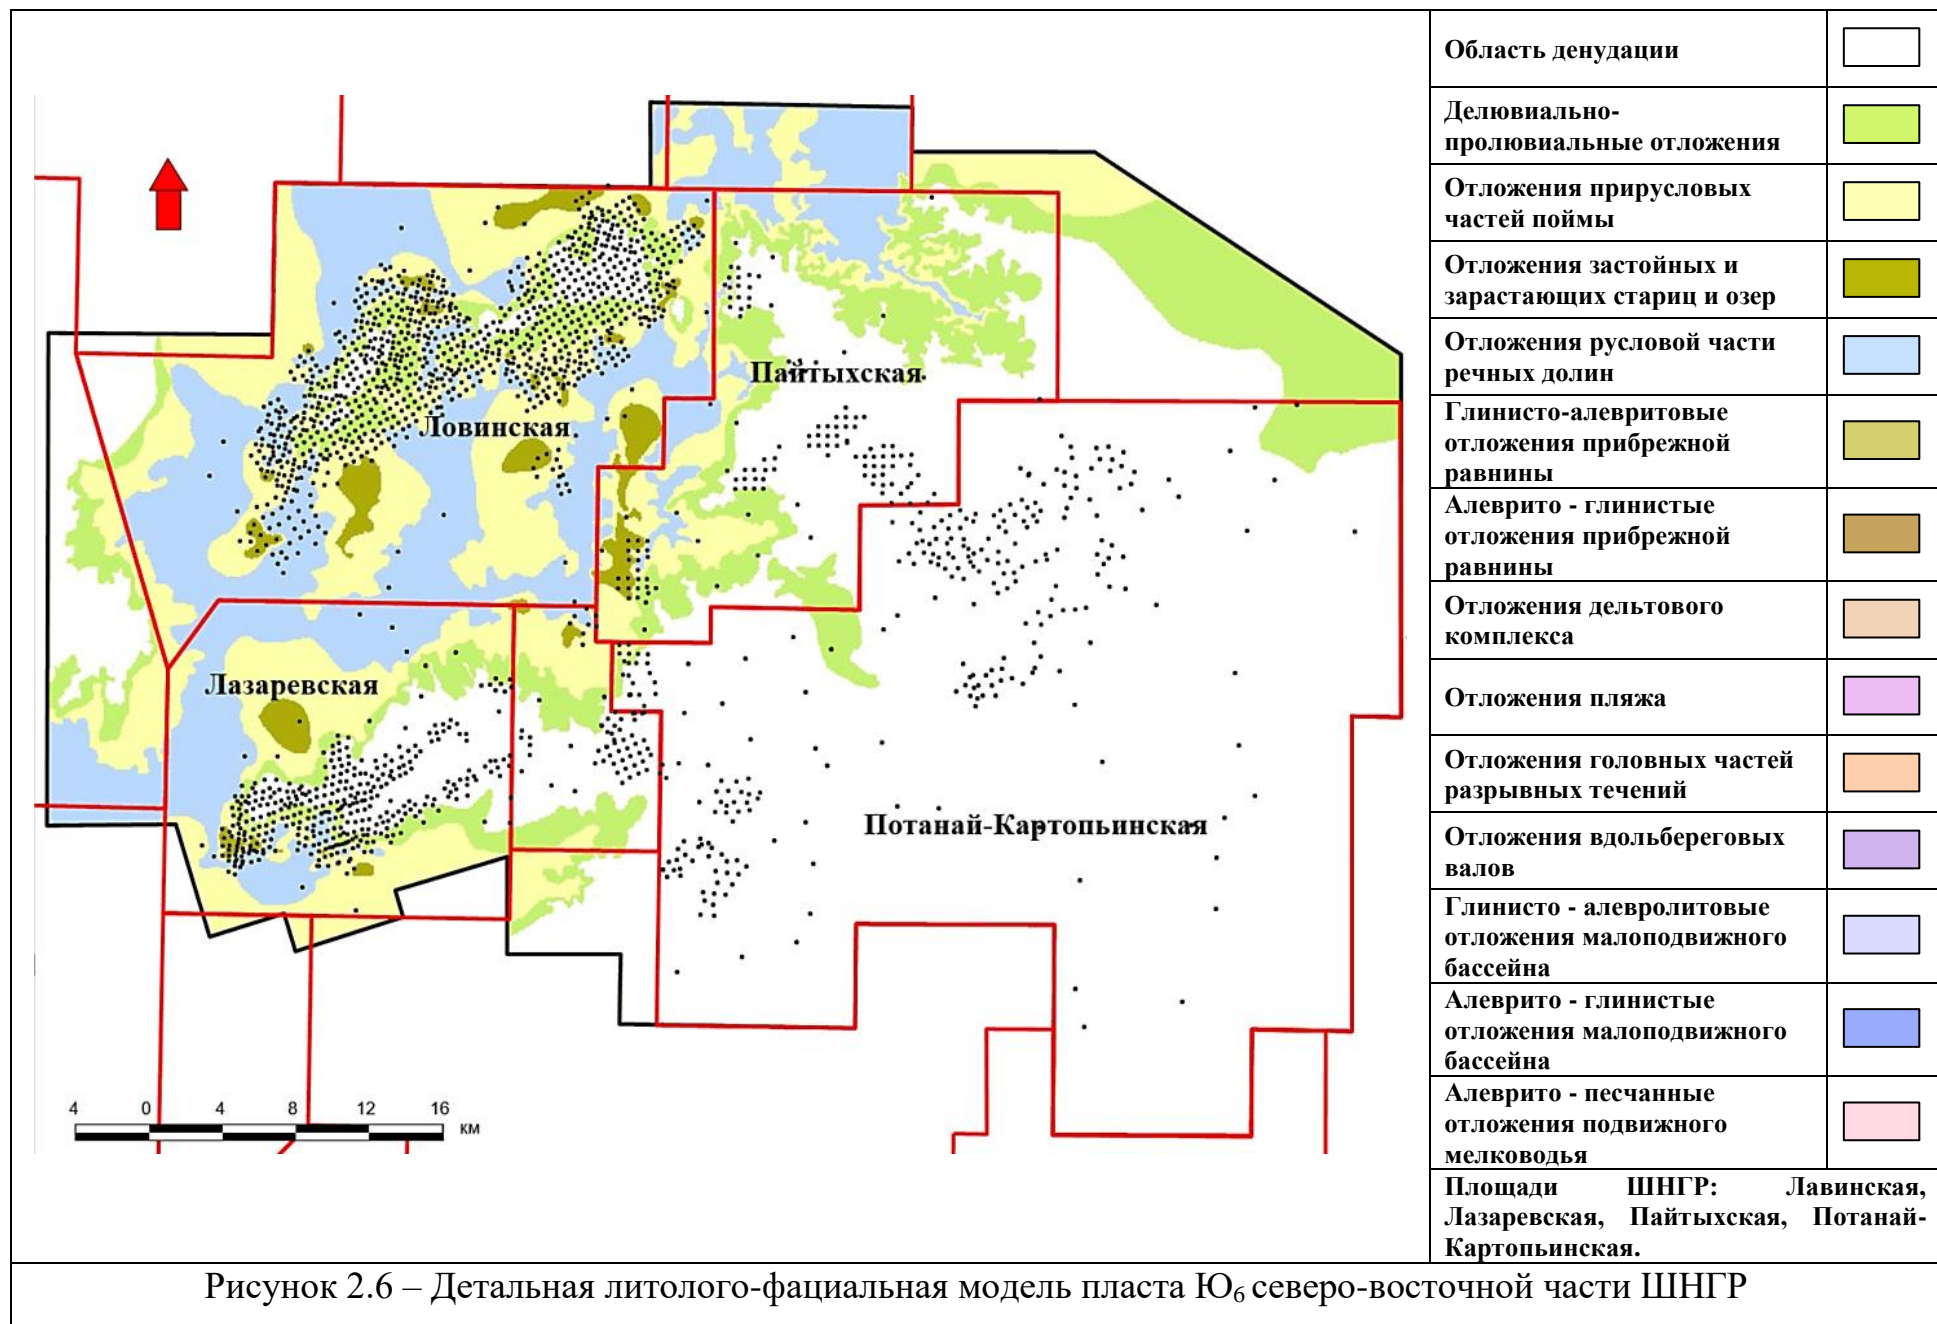 Пайтыхская
Ловинская
Лазаревская
Потанай-Картопьинская
4 0 4 8 12 16 км
Область денудации
Делювиально-
пролювиальные отложения
Отложения прирусловых
частей поймы
Отложения застойных и
зарастающих стариц и озер
Отложения русловой части
речных долин
Глинисто-алевритовые
отложения прибрежной
равнины
Алеврито - глинистые
отложения прибрежной
равнины
Отложения дельтового
комплекса
Отложения пляжа
Отложения головных частей
разрывных течений
Отложения вдольбереговых
валов
Глинисто - алевролитовые
отложения малоподвижного
бассейна
Алеврито - глинистые
отложения малоподвижного
бассейна
Алеврито - песчанные
отложения подвижного
мелководья
Площади ШНГР: Лавинская,
Лазаревская, Пайтыхская, Потанай-
Картопьинская.
Рисунок 2.6 – Детальная литолого-фациальная модель пласта Ю₆ северо-восточной части ШНГР